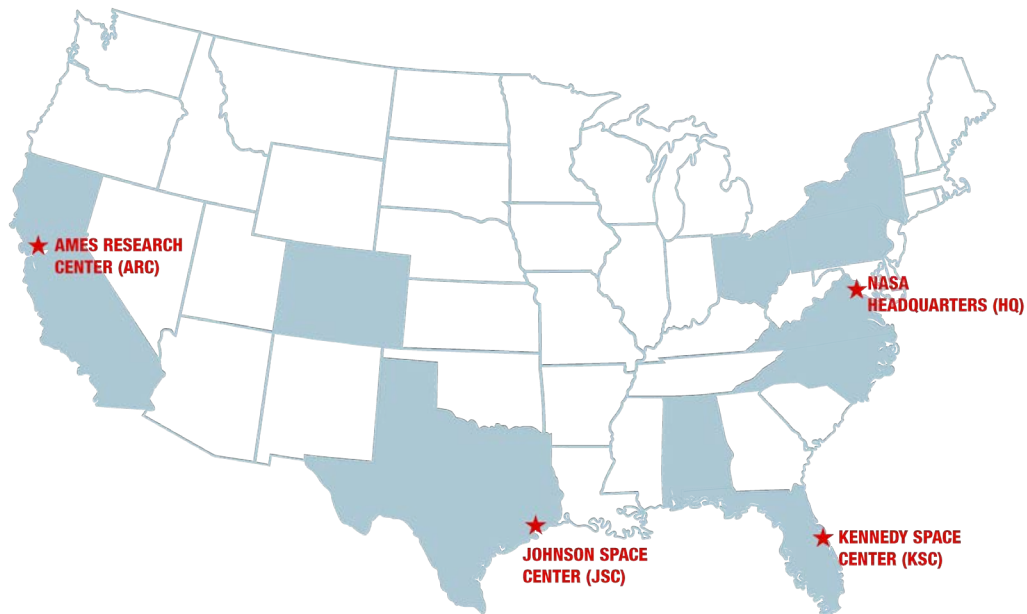 AMES RESEARCH
CENTER (ARC)
NASA
HEADQUARTERS (HQ)
JOHNSON SPACE
CENTER (JSC)
KENNEDY SPACE
CENTER (KSC)